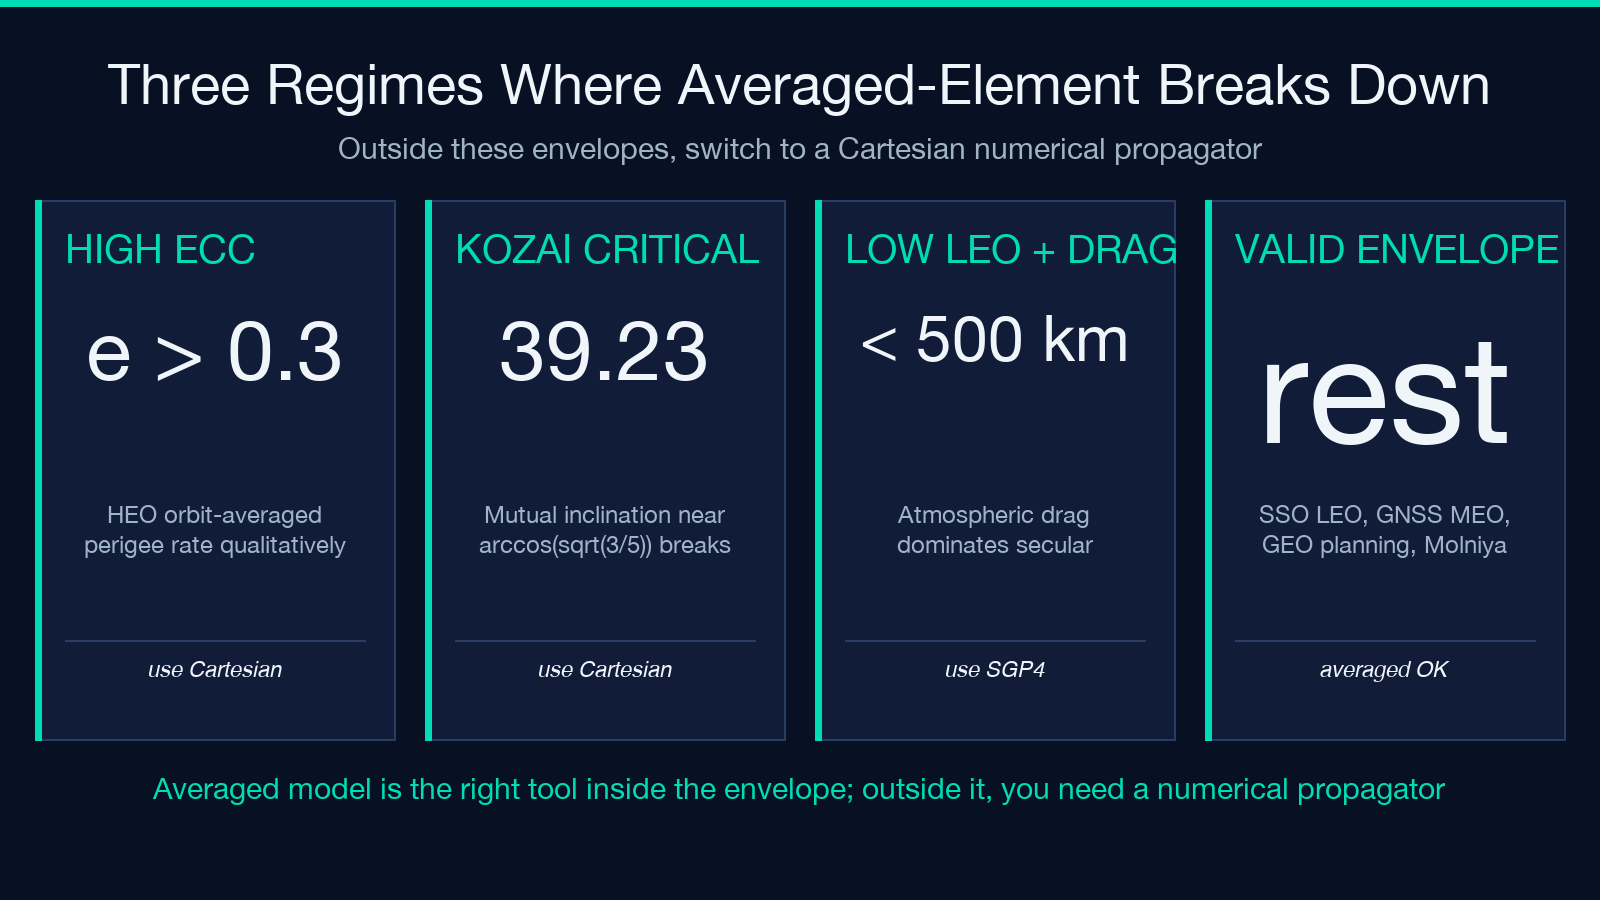 Three Regimes Where Averaged-Element Breaks Down
Outside these envelopes, switch to a Cartesian numerical propagator
HIGH ECC
e > 0.3
HEO orbit-averaged
perigee rate qualitatively
use Cartesian
KOZAI CRITICAL
39.23
Mutual inclination near
arccos(sqrt(3/5)) breaks
use Cartesian
LOW LEO + DRAG
< 500 km
Atmospheric drag
dominates secular
use SGP4
VALID ENVELOPE
rest
SSO LEO, GNSS MEO,
GEO planning, Molniya
averaged OK
Averaged model is the right tool inside the envelope; outside it, you need a numerical propagator